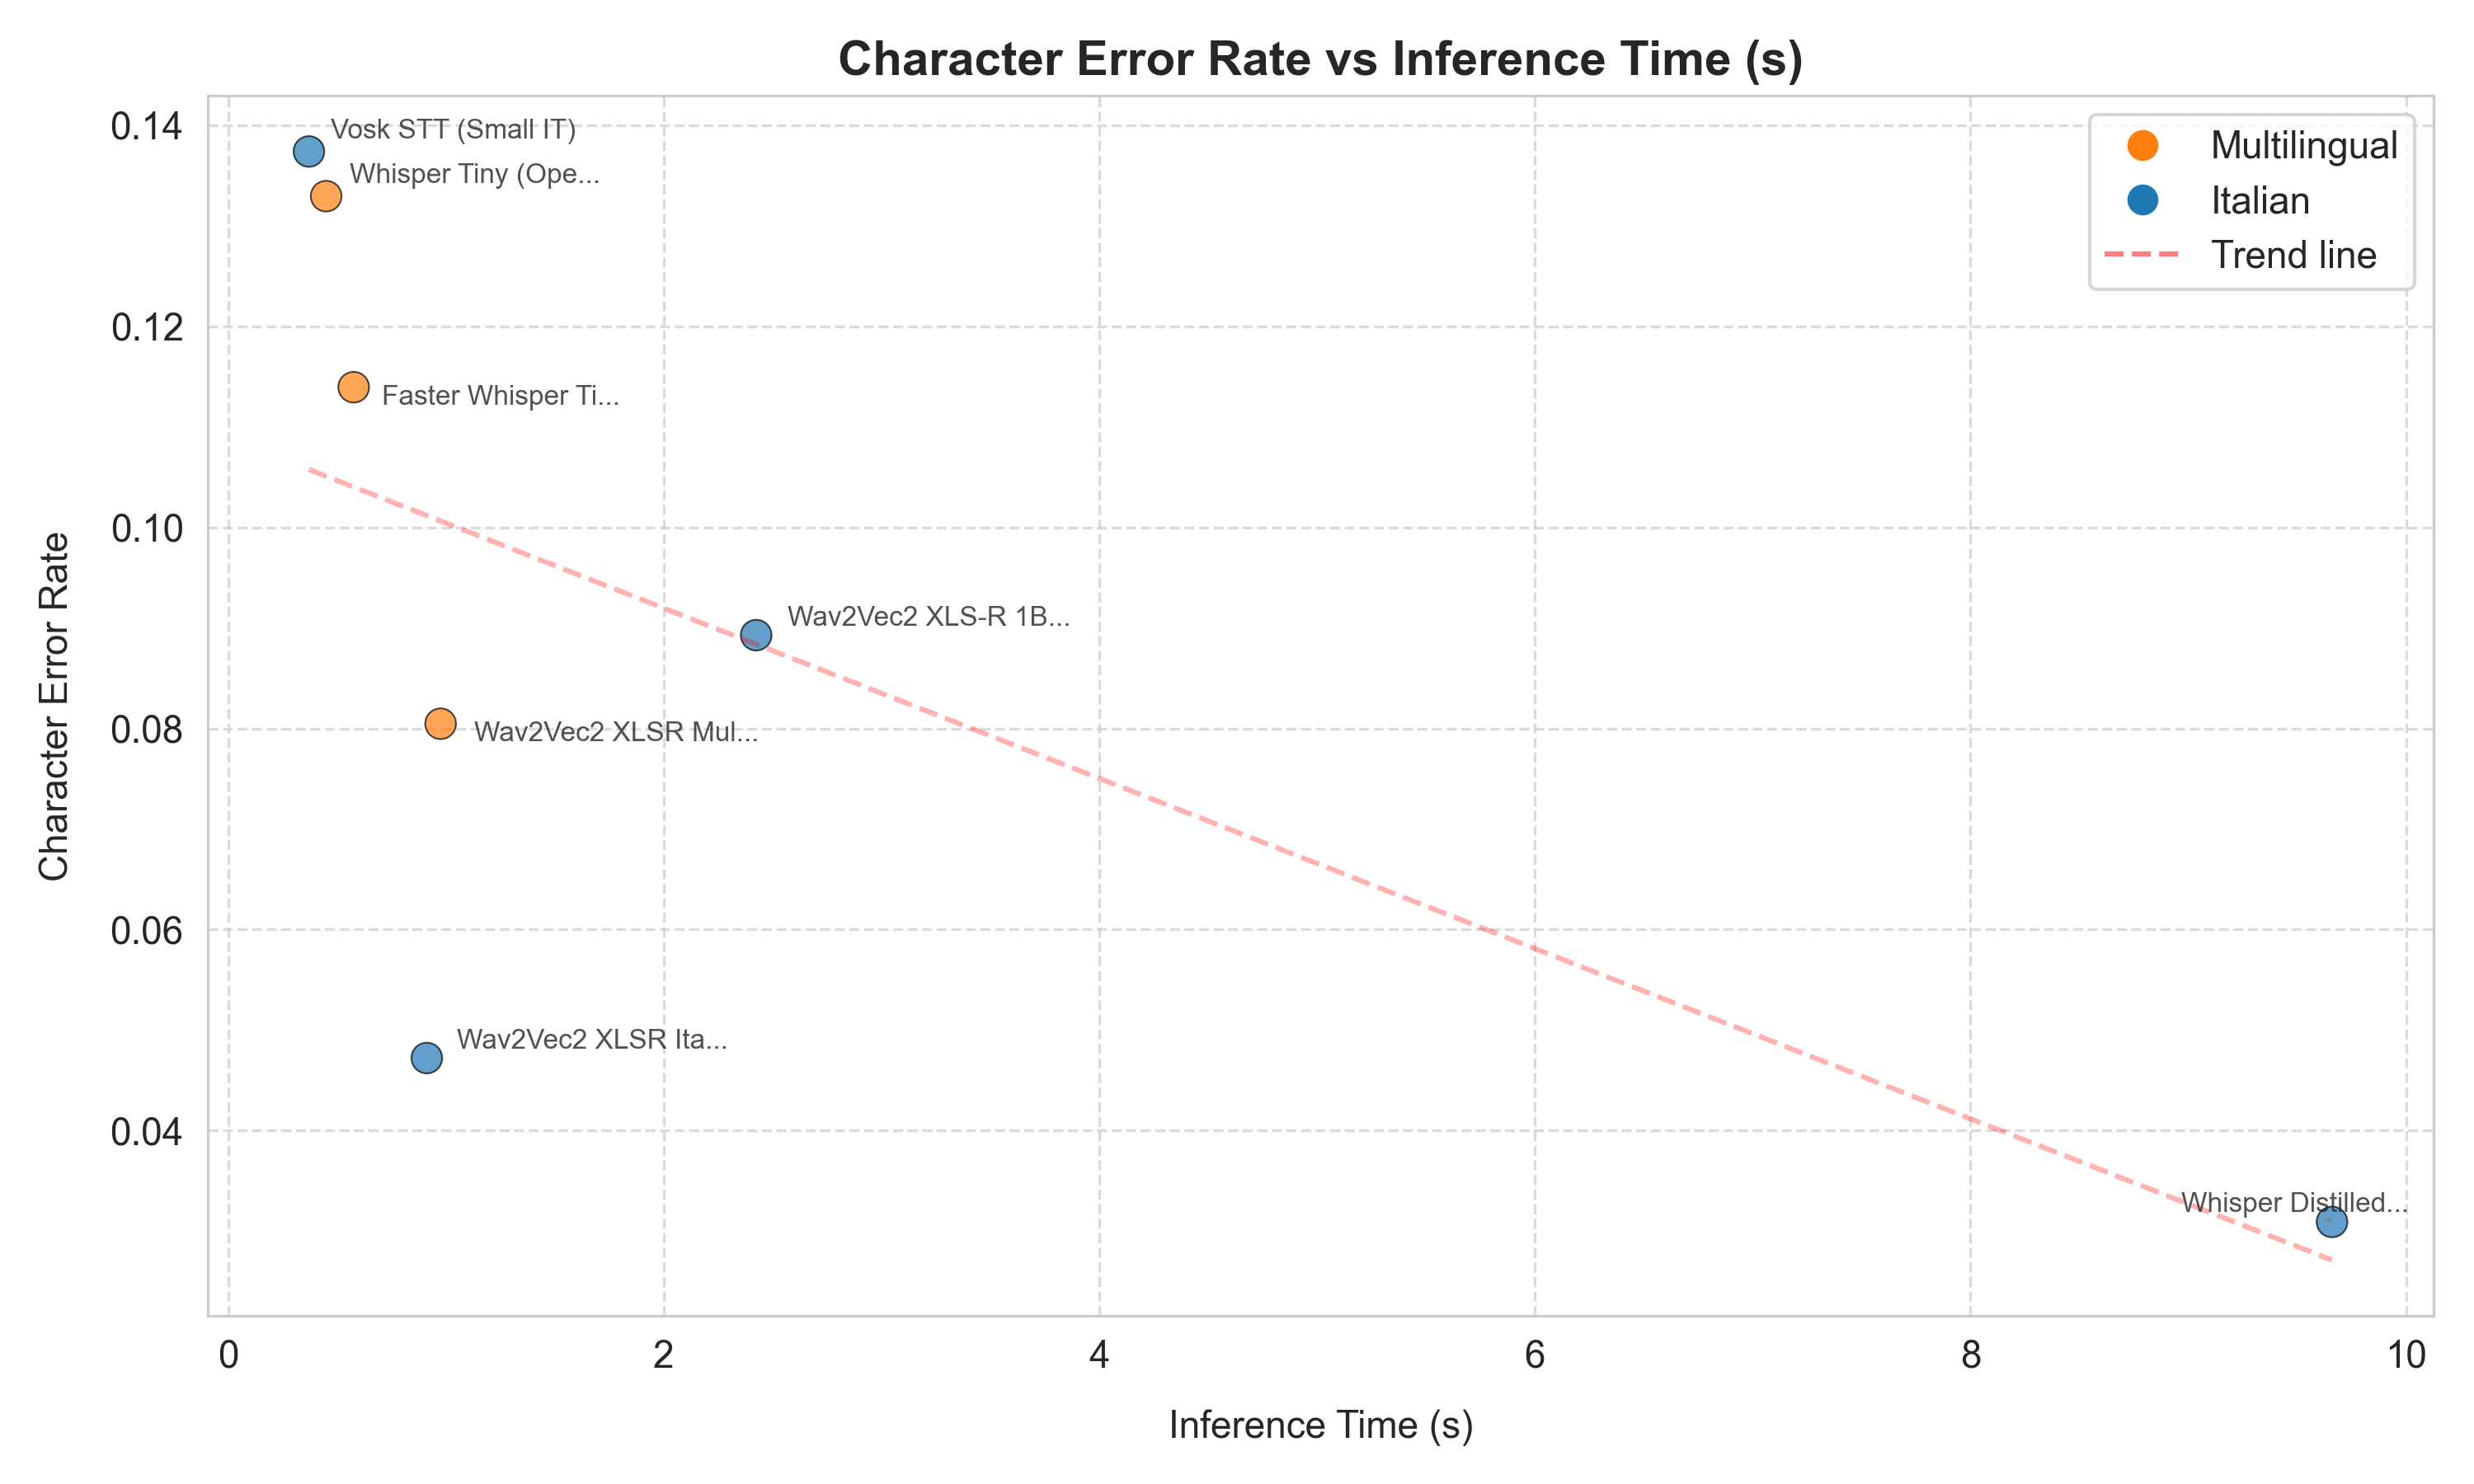 Character Error Rate vs Inference Time (s)
Multilingual
Italian
Trend line
Vosk STT (Small IT)
Whisper Tiny (Ope...
Faster Whisper Ti...
Wav2Vec2 XLS-R 1B...
Wav2Vec2 XLSR Mul...
Wav2Vec2 XLSR Ita...
Whisper Distilled...
0.14
0.12
0.10
0.08
0.06
0.04
Character Error Rate
0 2 4 6 8 10
Inference Time (s)